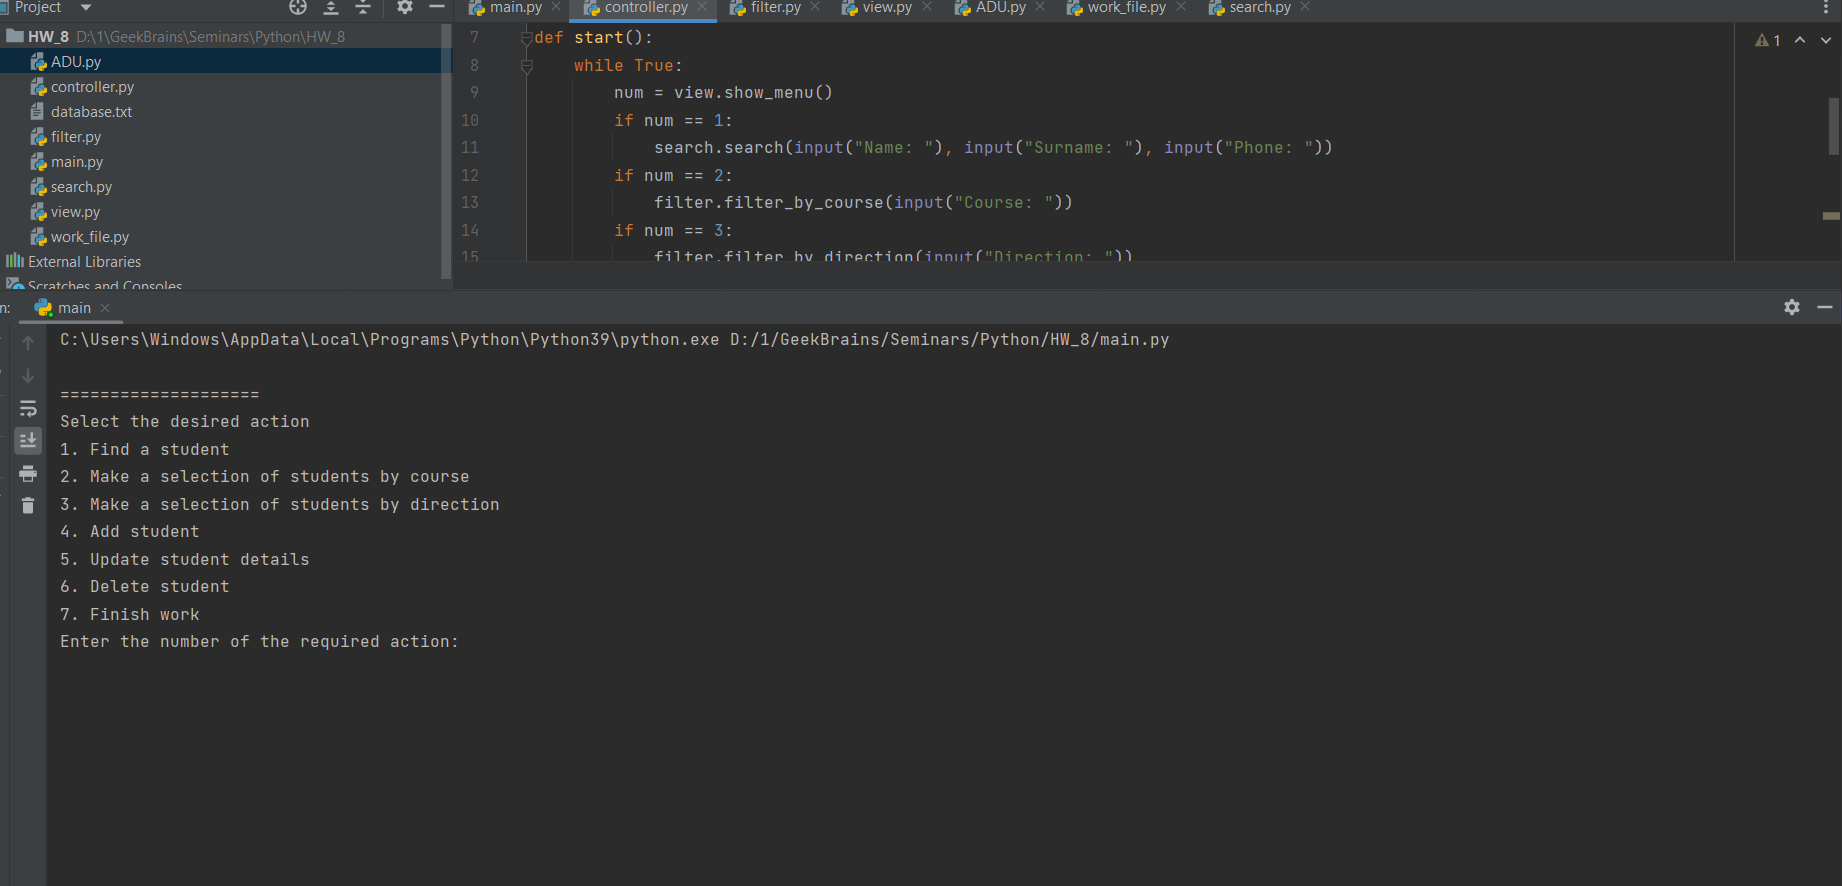 Project
main.py controller.py filter.py view.py ADU.py work_file.py search.py
HW_8 D:\1\GeekBrains\Seminars\Python\HW_8
ADU.py
controller.py
database.txt
filter.py
main.py
search.py
view.py
work_file.py
External Libraries
Scratches and Consoles
7 def start():
8 while True:
9 num = view.show_menu()
10 if num == 1:
11 search.search(input("Name: "), input("Surname: "), input("Phone: "))
12 if num == 2:
13 filter.filter_by_course(input("Course: "))
14 if num == 3:
15 filter.filter_by_direction(input("Direction: "))
1
n: main
C:\Users\Windows\AppData\Local\Programs\Python\Python39\python.exe D:/1/GeekBrains/Seminars/Python/HW_8/main.py
====================
Select the desired action
1. Find a student
2. Make a selection of students by course
3. Make a selection of students by direction
4. Add student
5. Update student details
6. Delete student
7. Finish work
Enter the number of the required action: